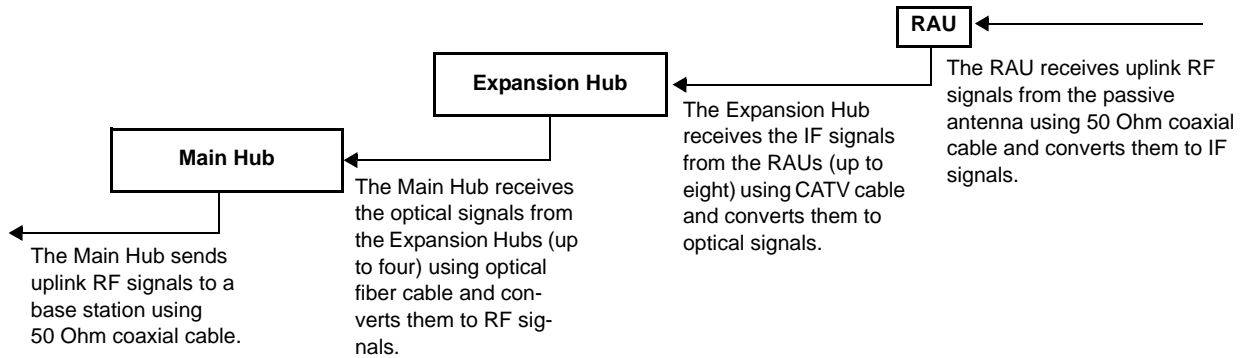 RAU
The RAU receives uplink RF
signals from the passive
antenna using 50 Ohm coaxial
cable and converts them to IF
signals.
Expansion Hub
The Expansion Hub
receives the IF signals
from the RAUs (up to
eight) using CATV cable
and converts them to
optical signals.
Main Hub
The Main Hub receives
the optical signals from
the Expansion Hubs (up
to four) using optical
fiber cable and con-
verts them to RF sig-
nals.
The Main Hub sends
uplink RF signals to a
base station using
50 Ohm coaxial cable.